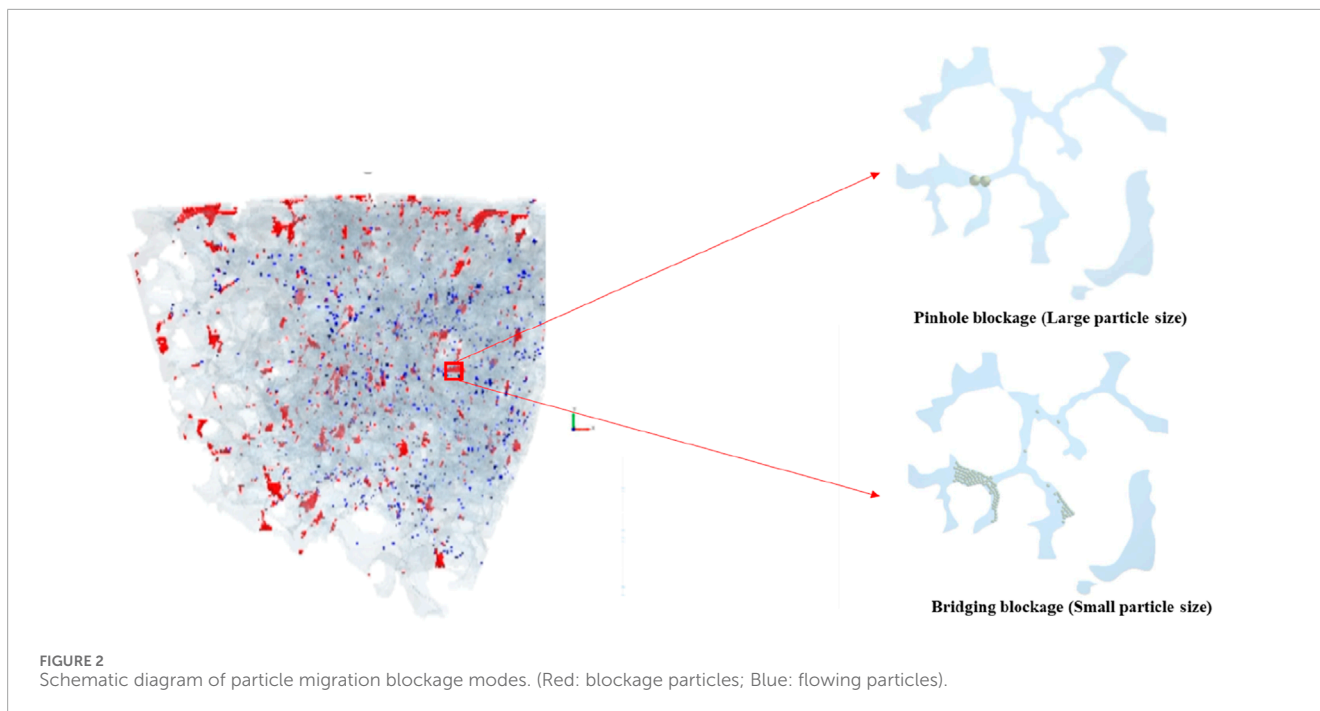 Pinhole blockage (Large particle size)
Bridging blockage (Small particle size)
FIGURE 2
Schematic diagram of particle migration blockage modes. (Red: blockage particles; Blue: flowing particles).